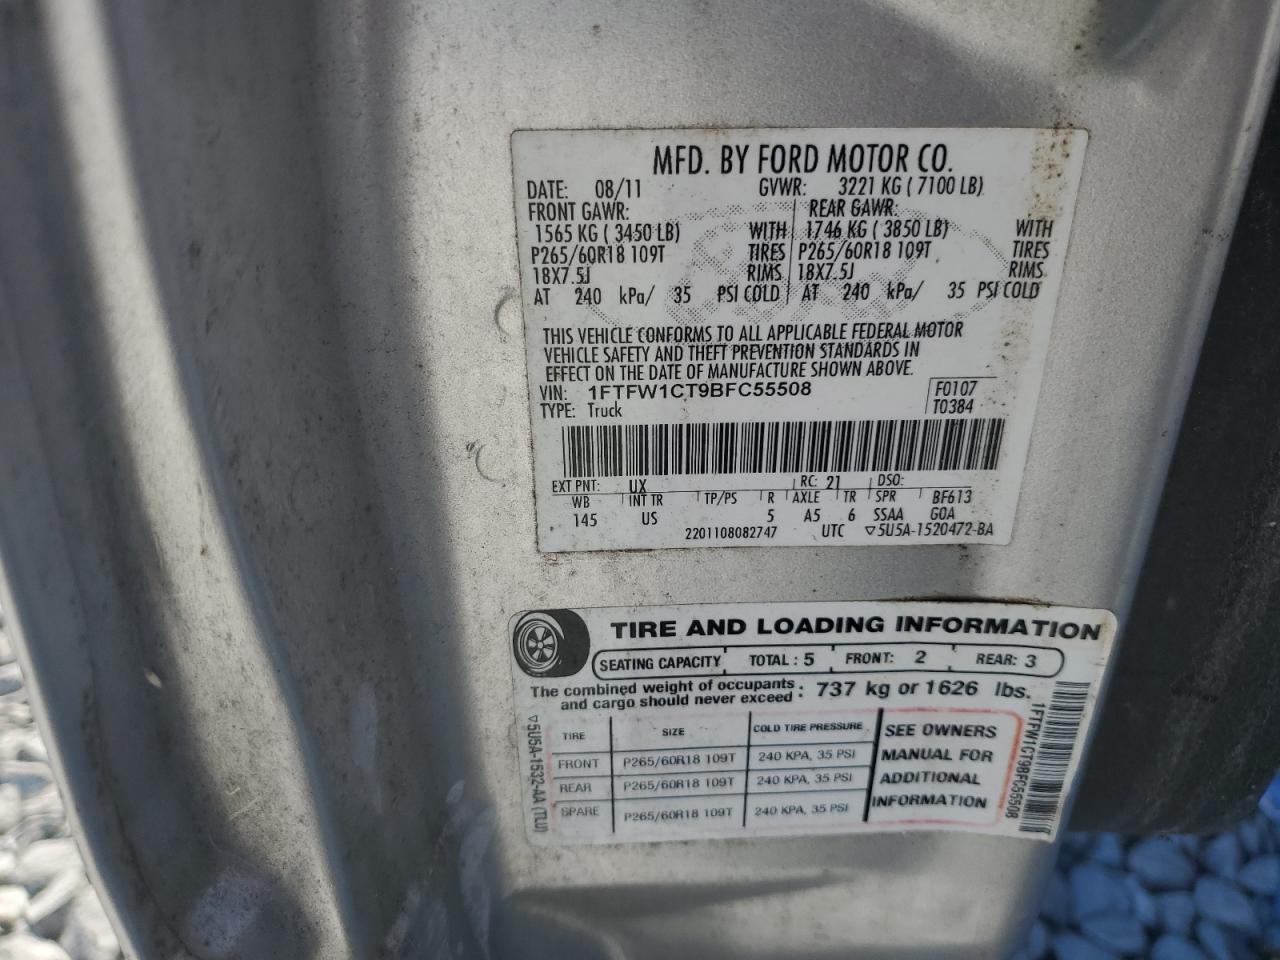 MFD. BY FORD MOTOR CO.
DATE: 08/11 GVWR: 3221 KG ( 7100 LB)
FRONT GAWR: REAR GAWR:
1565 KG ( 3450 LB) WITH 1746 KG ( 3850 LB) WITH
P265/60R18 109T TIRES P265/60R18 109T TIRES
18X7.5J RIMS 18X7.5J RIMS
AT 240 kPa/ 35 PSI COLD AT 240 kPa/ 35 PSI COLD
THIS VEHICLE CONFORMS TO ALL APPLICABLE FEDERAL MOTOR
VEHICLE SAFETY AND THEFT PREVENTION STANDARDS IN
EFFECT ON THE DATE OF MANUFACTURE SHOWN ABOVE.
VIN: 1FTFW1CT9BFC55508 F0107
TYPE: Truck T0384
EXT PNT: UX RC: 21 DSO:
WB INT TR TP/PS R AXLE TR SPR BF613
145 US 5 A5 6 SSAA GOA
2201108082747 UTC ▽5U5A-1520472-BA
TIRE AND LOADING INFORMATION
SEATING CAPACITY TOTAL : 5 FRONT: 2 REAR: 3
The combined weight of occupants and cargo should never exceed : 737 kg or 1626 lbs.
TIRE SIZE COLD TIRE PRESSURE
FRONT P265/60R18 109T 240 KPA, 35 PSI
REAR P265/60R18 109T 240 KPA, 35 PSI
SPARE P265/60R18 109T 240 KPA, 35 PSI
SEE OWNERS
MANUAL FOR
ADDITIONAL
INFORMATION
▽5U5A-1532-AA (TLU)
1FTFW1CT9BFC55508